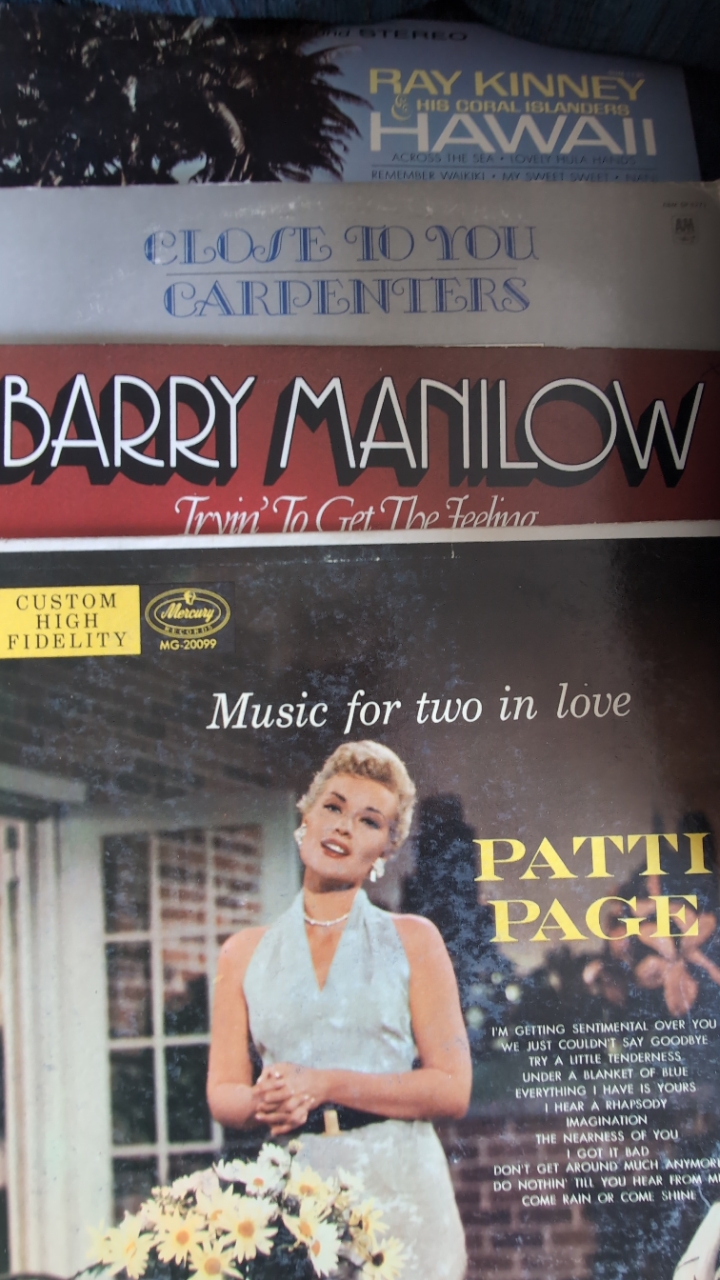 STEREO
RAY KINNEY
& HIS CORAL ISLANDERS
HAWAII
ACROSS THE SEA • LOVELY HULA HANDS
REMEMBER WAIKIKI • MY SWEET SWEET •
CLOSE TO YOU
CARPENTERS
A&M
BARRY MANILOW
Tryin' To Get The Feeling
CUSTOM
HIGH
FIDELITY
Mercury
RECORDS
MG-20099
Music for two in love
PATTI
PAGE
I'M GETTING SENTIMENTAL OVER YOU
WE JUST COULDN'T SAY GOODBYE
TRY A LITTLE TENDERNESS
UNDER A BLANKET OF BLUE
EVERYTHING I HAVE IS YOURS
I HEAR A RHAPSODY
IMAGINATION
THE NEARNESS OF YOU
I GOT IT BAD
DON'T GET AROUND MUCH ANYMORE
DO NOTHIN' TILL YOU HEAR FROM ME
COME RAIN OR COME SHINE